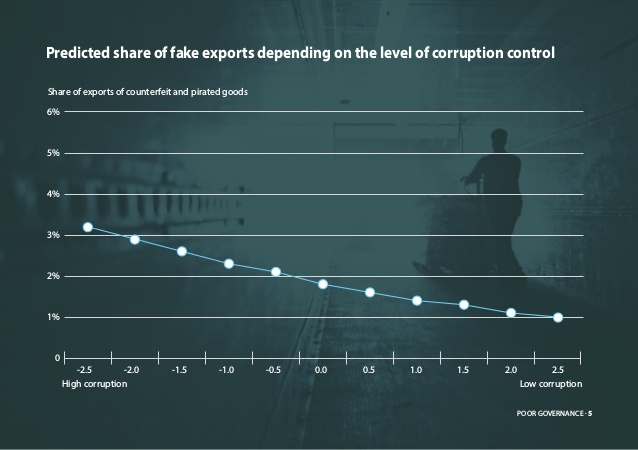 Predicted share of fake exports depending on the level of corruption control
Share of exports of counterfeit and pirated goods
6%
5%
4%
3%
2%
1%
0
-2.5 -2.0 -1.5 -1.0 -0.5 0.0 0.5 1.0 1.5 2.0 2.5
High corruption Low corruption
POOR GOVERNANCE · 5